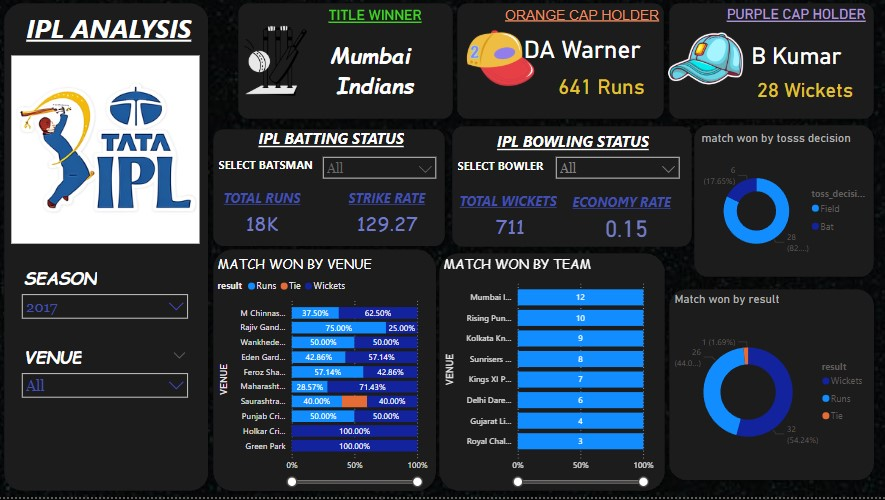 IPL ANALYSIS
TATA
IPL
SEASON
2017
VENUE
All
TITLE WINNER
Mumbai
Indians
ORANGE CAP HOLDER
2
DA Warner
641 Runs
PURPLE CAP HOLDER
B Kumar
28 Wickets
IPL BATTING STATUS
SELECT BATSMAN All
TOTAL RUNS STRIKE RATE
18K 129.27
IPL BOWLING STATUS
SELECT BOWLER All
TOTAL WICKETS ECONOMY RATE
711 0.15
match won by tosss decision
6
(17.65%)
28
(82....)
toss_decisi...
Field
Bat
MATCH WON BY VENUE
result Runs Tie Wickets
VENUE
M Chinnas... 37.50% 62.50%
Rajiv Gand... 75.00% 25.00%
Wankhede... 50.00% 50.00%
Eden Gard... 42.86% 57.14%
Feroz Sha... 57.14% 42.86%
Maharasht... 28.57% 71.43%
Saurashtra... 40.00% 40.00%
Punjab Cri... 50.00% 50.00%
Holkar Cri... 100.00%
Green Park 100.00%
0% 50% 100%
MATCH WON BY TEAM
VENUE
Mumbai I... 12
Rising Pun... 10
Kolkata Kn... 9
Sunrisers ... 8
Kings XI P... 7
Delhi Dare... 6
Gujarat Li... 4
Royal Chal... 3
0% 50% 100%
Match won by result
1 (1.69%)
26
(44.0...)
32
(54.24%)
result
Wickets
Runs
Tie